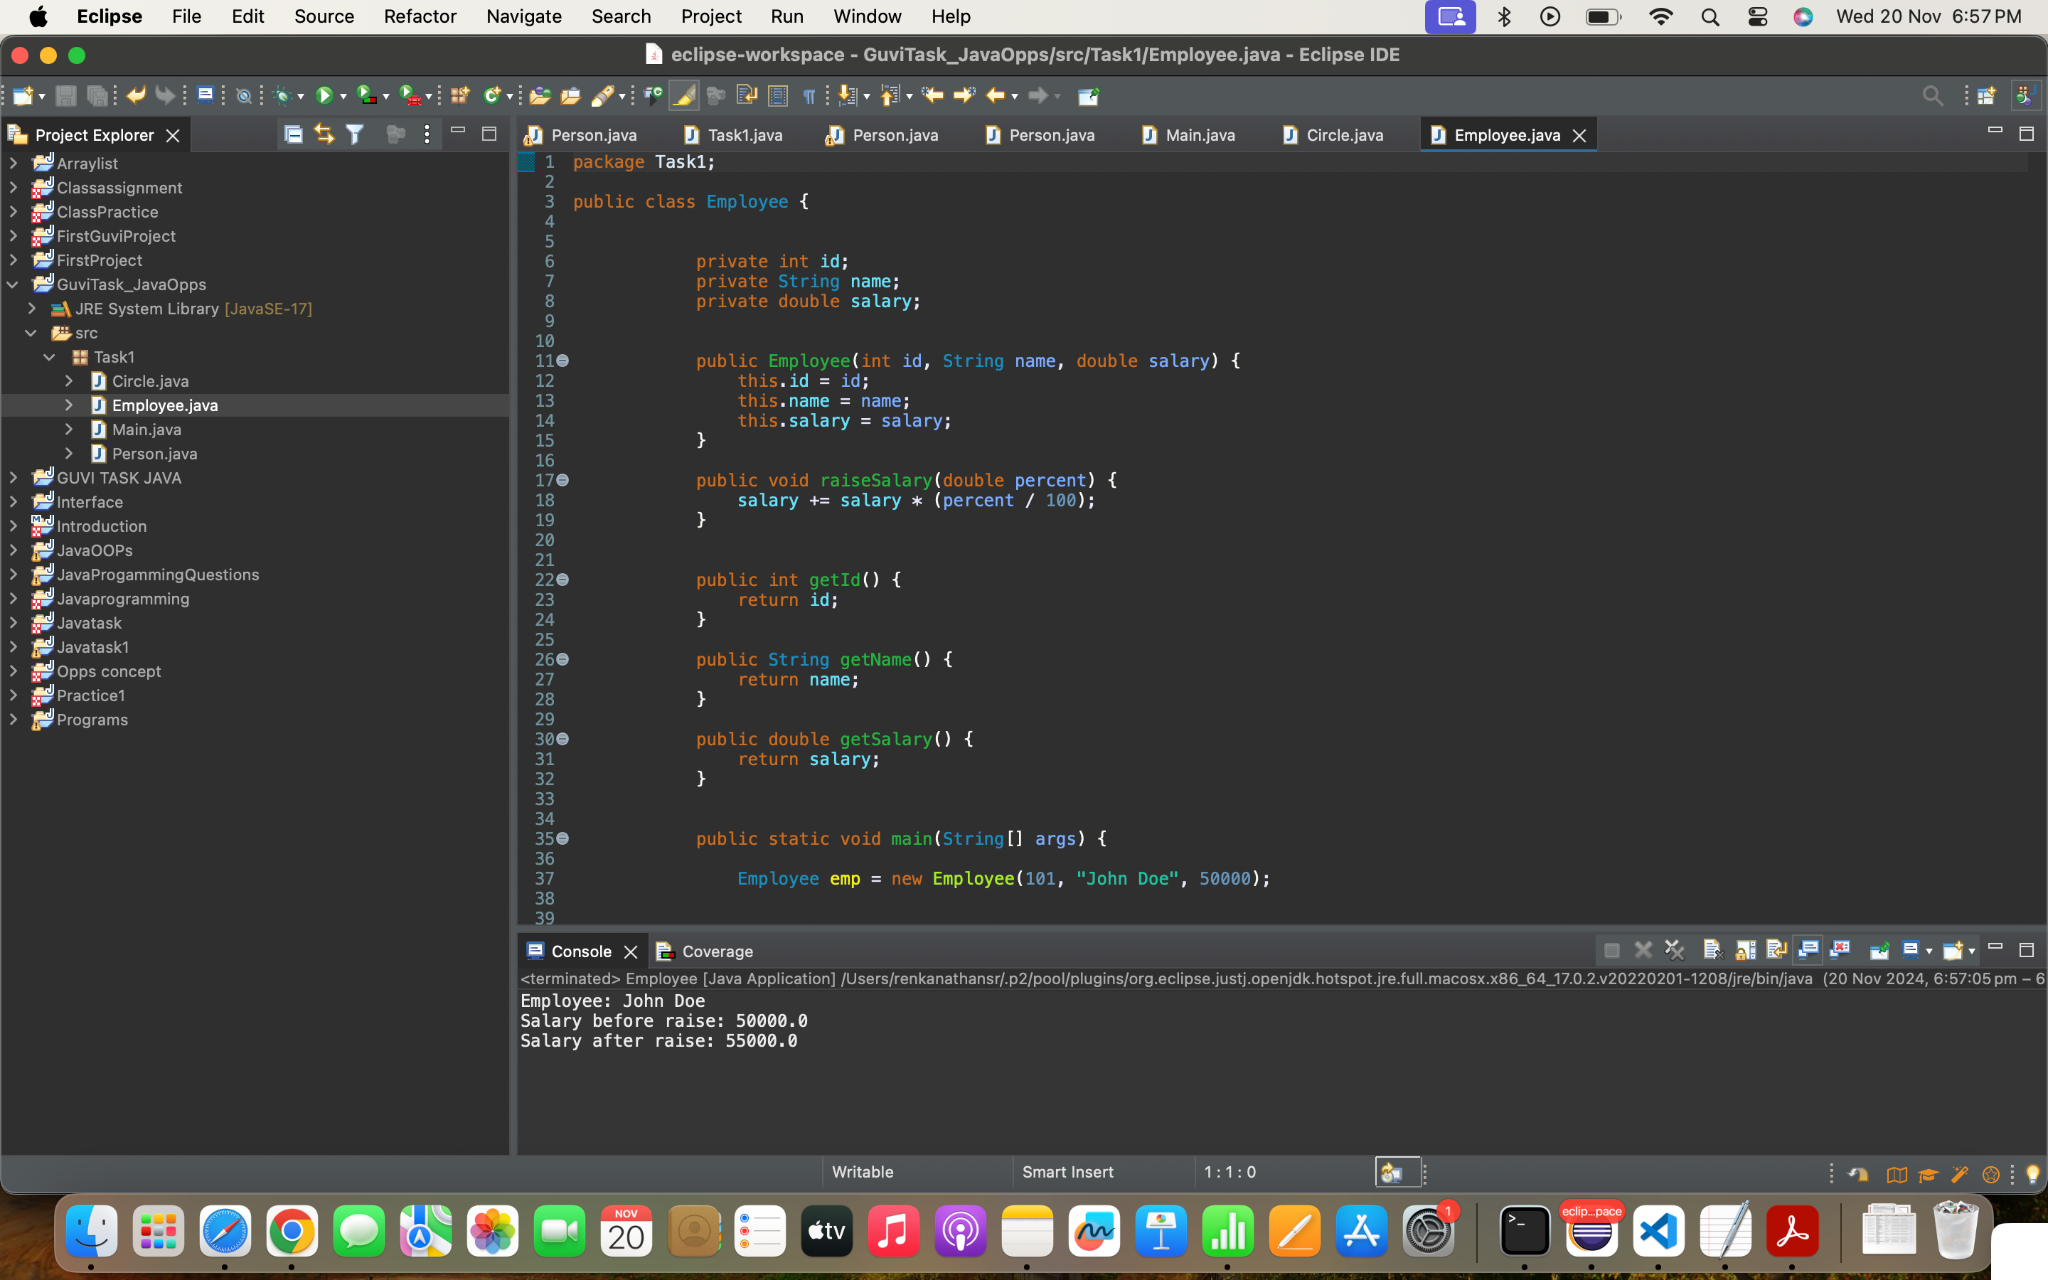 Eclipse File Edit Source Refactor Navigate Search Project Run Window Help Wed 20 Nov 6:57 PM
eclipse-workspace - GuviTask_JavaOpps/src/Task1/Employee.java - Eclipse IDE
Project Explorer
Arraylist
Classassignment
ClassPractice
FirstGuviProject
FirstProject
GuviTask_JavaOpps
JRE System Library [JavaSE-17]
src
Task1
Circle.java
Employee.java
Main.java
Person.java
GUVI TASK JAVA
Interface
Introduction
JavaOOPs
JavaProgammingQuestions
Javaprogramming
Javatask
Javatask1
Opps concept
Practice1
Programs
Person.java Task1.java Person.java Person.java Main.java Circle.java Employee.java
1 package Task1;
2
3 public class Employee {
4
5
6 private int id;
7 private String name;
8 private double salary;
9
10
11 public Employee(int id, String name, double salary) {
12 this.id = id;
13 this.name = name;
14 this.salary = salary;
15 }
16
17 public void raiseSalary(double percent) {
18 salary += salary * (percent / 100);
19 }
20
21
22 public int getId() {
23 return id;
24 }
25
26 public String getName() {
27 return name;
28 }
29
30 public double getSalary() {
31 return salary;
32 }
33
34
35 public static void main(String[] args) {
36
37 Employee emp = new Employee(101, "John Doe", 50000);
38
39
Console Coverage
<terminated> Employee [Java Application] /Users/renkanathansr/.p2/pool/plugins/org.eclipse.justj.openjdk.hotspot.jre.full.macosx.x86_64_17.0.2.v20220201-1208/jre/bin/java (20 Nov 2024, 6:57:05 pm – 6
Employee: John Doe
Salary before raise: 50000.0
Salary after raise: 55000.0
Writable Smart Insert 1 : 1 : 0
NOV
20
tv
1
eclip...pace